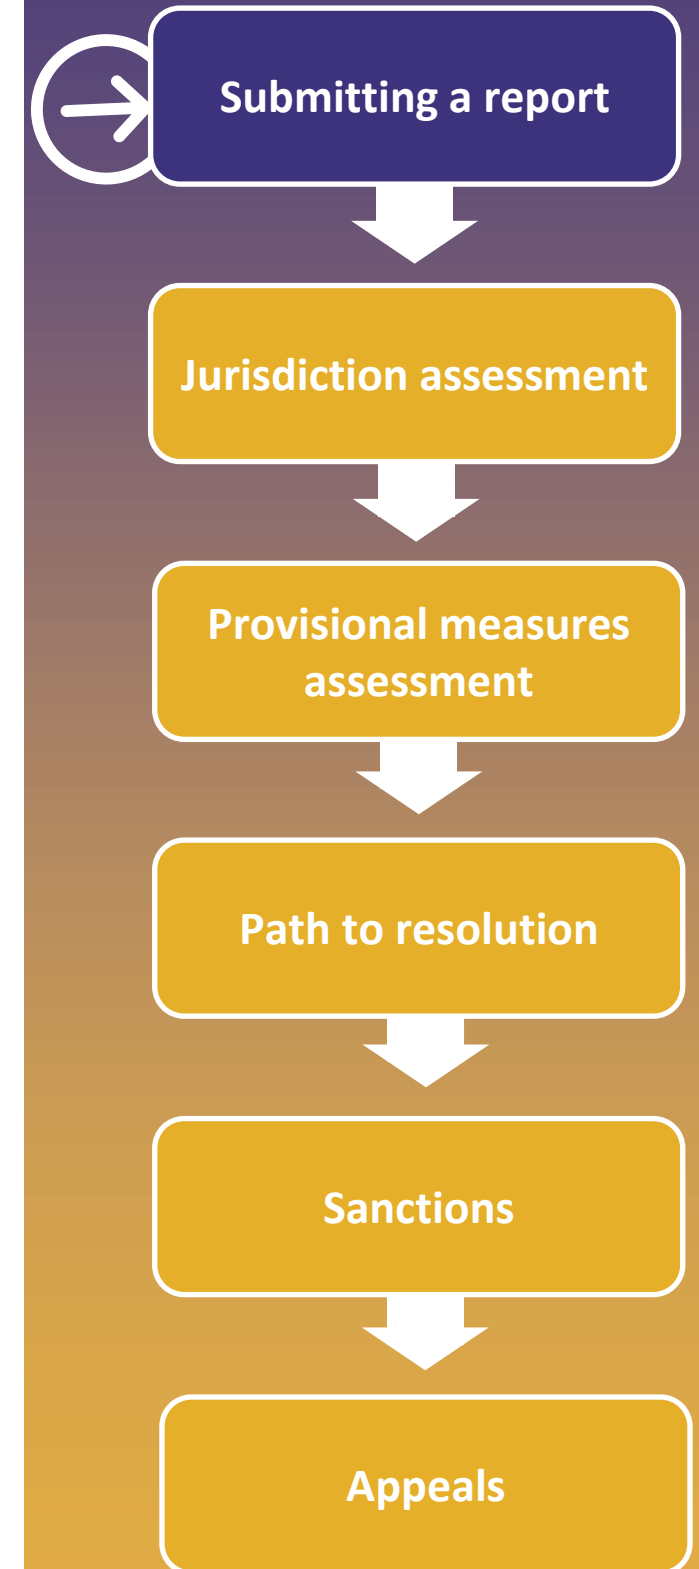 Submitting a report
Jurisdiction assessment
Provisional measures
assessment
Path to resolution
Sanctions
Appeals